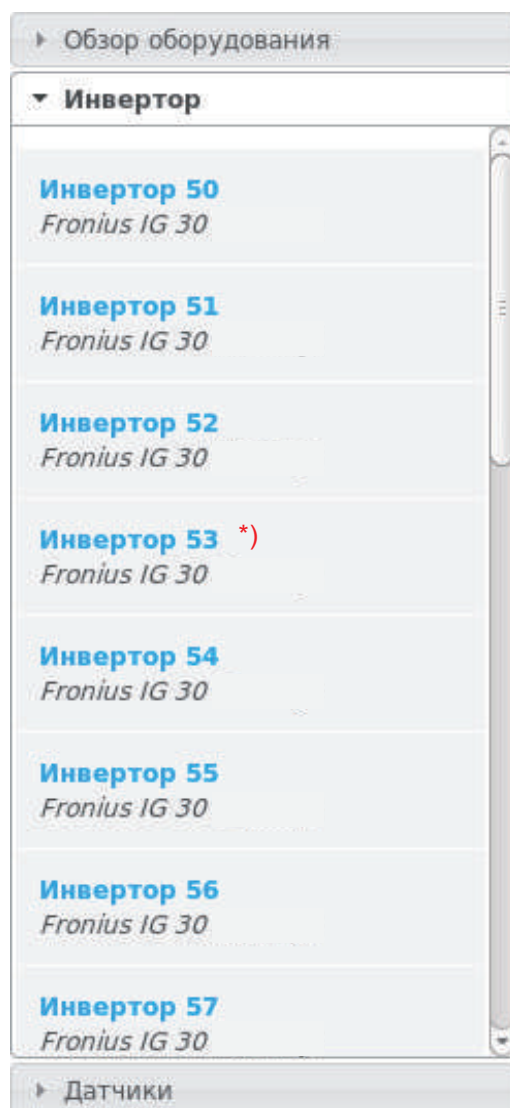 Обзор оборудования
Инвертор
Инвертор 50
Fronius IG 30
Инвертор 51
Fronius IG 30
Инвертор 52
Fronius IG 30
Инвертор 53 *)
Fronius IG 30
Инвертор 54
Fronius IG 30
Инвертор 55
Fronius IG 30
Инвертор 56
Fronius IG 30
Инвертор 57
Fronius IG 30
Датчики